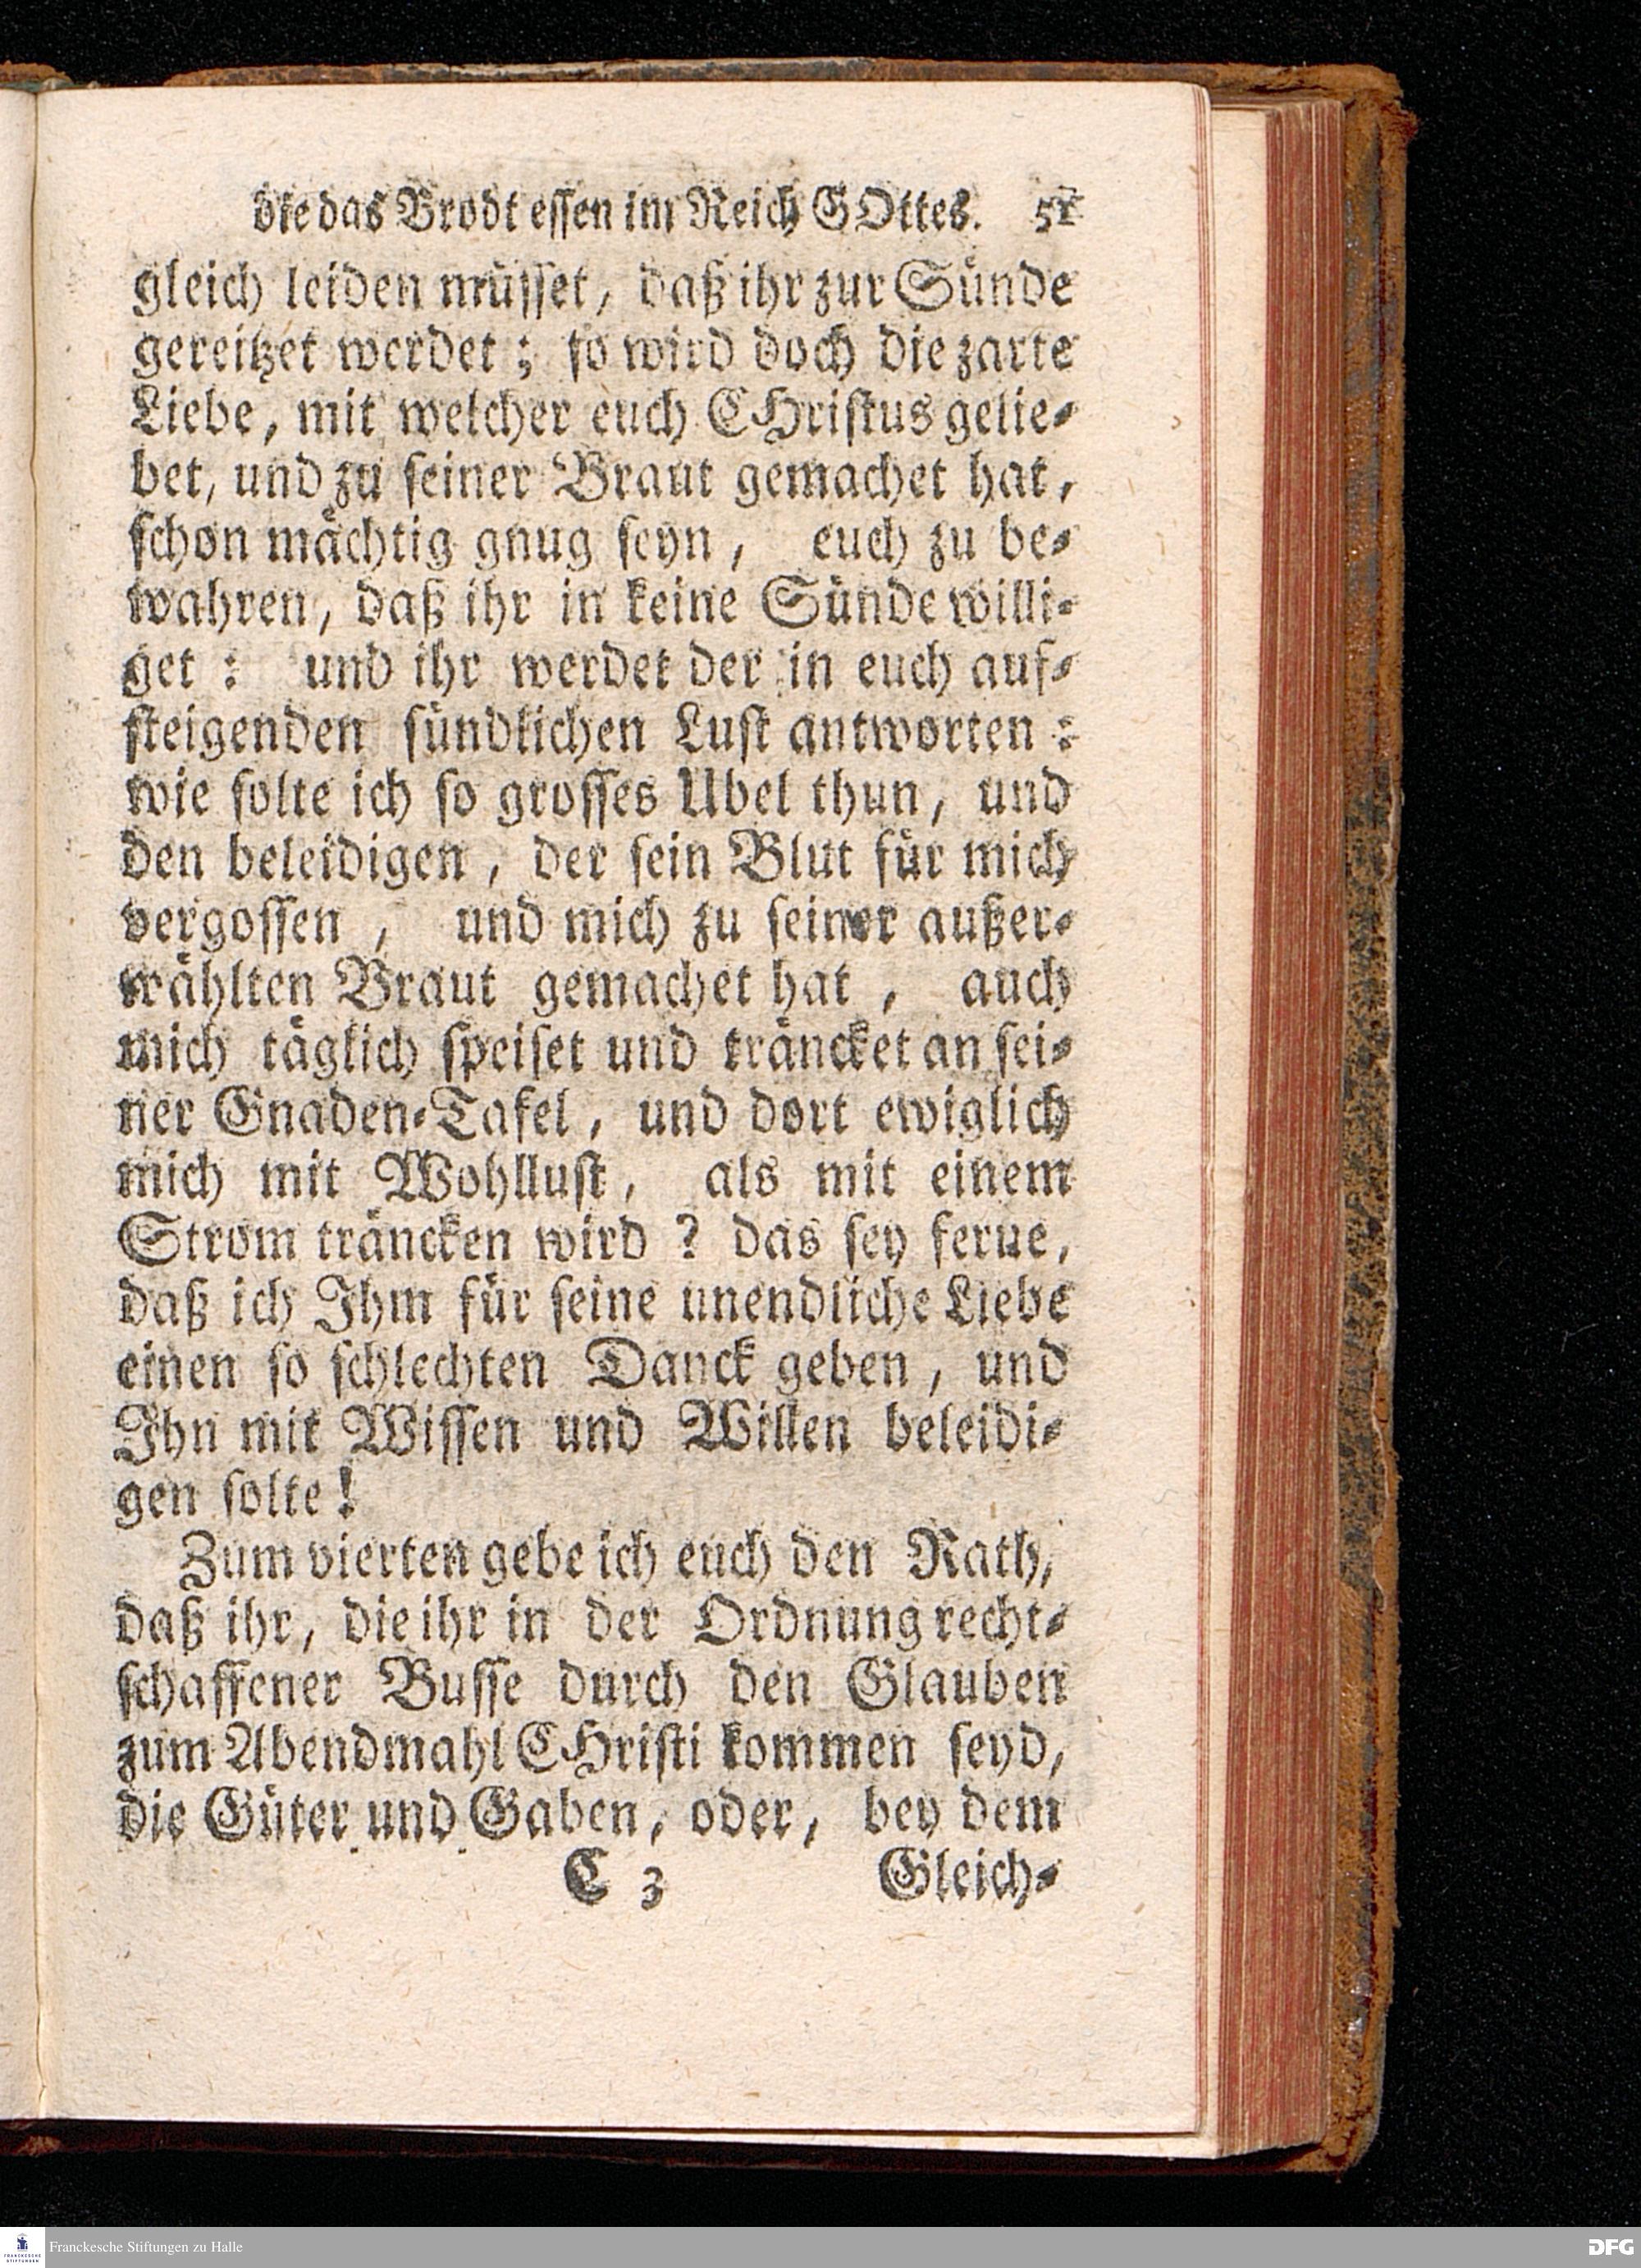 die das Brodt essen im Reich GOttes. 51
gleich leiden müsset, daß ihr zur Sünde
gereitzet werdet; so wird doch die zarte
Liebe, mit welcher euch CHristus gelie-
bet, und zu seiner Braut gemachet hat,
schon mächtig gnug seyn, euch zu be-
wahren, daß ihr in keine Sünde willi-
get: und ihr werdet der in euch auf-
steigenden sündlichen Lust antworten:
wie solte ich so grosses Ubel thun, und
den beleidigen, der sein Blut für mich
vergossen, und mich zu seiner außer-
wählten Braut gemachet hat, auch
mich täglich speiset und träncket an sei-
ner Gnaden-Tafel, und dort ewiglich
mich mit Wohllust, als mit einem
Strom träncken wird? das sey ferne,
daß ich Ihm für seine unendliche Liebe
einen so schlechten Danck geben, und
Ihn mit Wissen und Willen beleidi-
gen solte!
Zum vierten gebe ich euch den Rath,
daß ihr, die ihr in der Ordnung recht-
schaffener Busse durch den Glauben
zum Abendmahl CHristi kommen seyd,
die Güter und Gaben, oder, bey dem
C 3 Gleich-
FRANCKESCHE STIFTUNGEN
Franckesche Stiftungen zu Halle
DFG